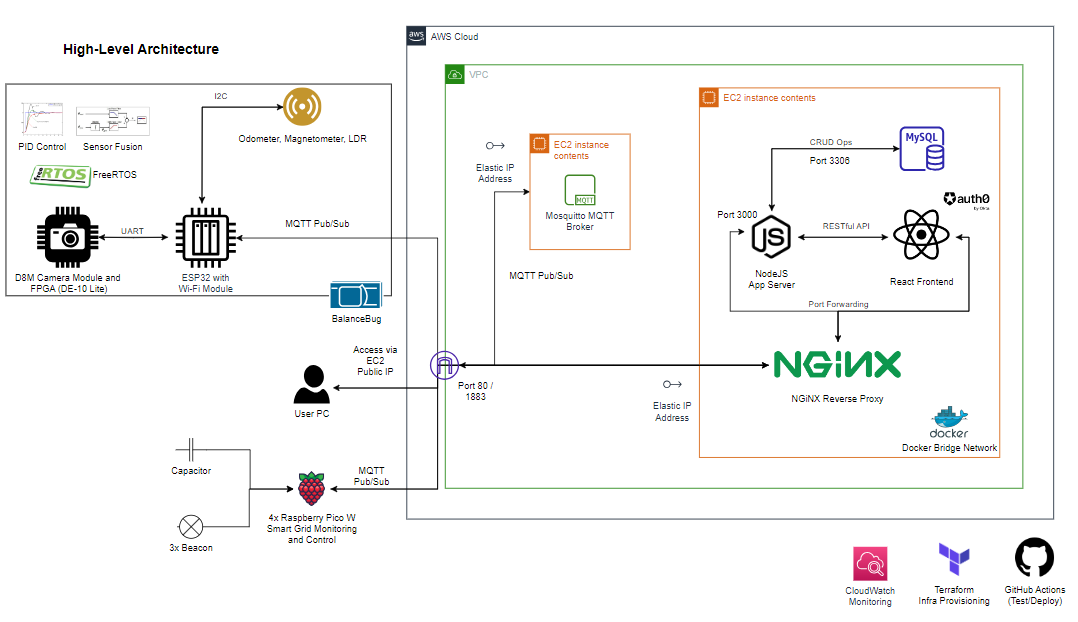 High-Level Architecture
aws
AWS Cloud
VPC
EC2 instance contents
I2C
Odometer, Magnetometer, LDR
PID Control
Sensor Fusion
free RTOS
FreeRTOS
UART
D8M Camera Module and
FPGA (DE-10 Lite)
ESP32 with
Wi-Fi Module
MQTT Pub/Sub
BalanceBug
Elastic IP
Address
EC2 instance
contents
MQTT
Mosquitto MQTT
Broker
MQTT Pub/Sub
CRUD Ops
Port 3306
MySQL
auth0
by Okta
Port 3000
JS
RESTful API
NodeJS
App Server
React Frontend
Port Forwarding
NGiNX
NGiNX Reverse Proxy
docker
Docker Bridge Network
Access via
EC2
Public IP
Port 80 /
1883
Elastic IP
Address
User PC
Capacitor
MQTT
Pub/Sub
4x Raspberry Pico W
Smart Grid Monitoring
and Control
3x Beacon
CloudWatch
Monitoring
Terraform
Infra Provisioning
GitHub Actions
(Test/Deploy)